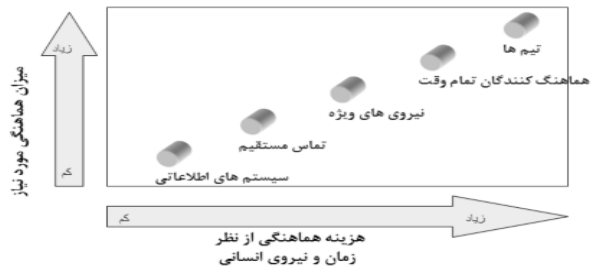 تیم ها
زیاد
هماهنگ کنندگان تمام وقت
نیروی های ویژه
تماس مستقیم
سیستم های اطلاعاتی
کم
میزان هماهنگی مورد نیاز
کم
زیاد
هزینه هماهنگی از نظر
زمان و نیروی انسانی